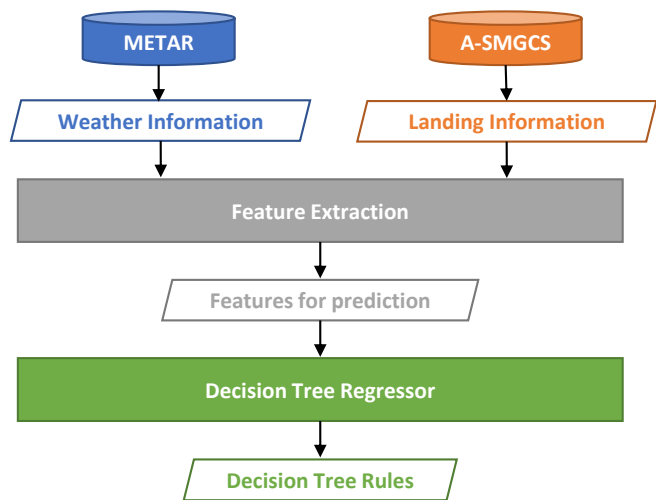 METAR
A-SMGCS
Weather Information
Landing Information
Feature Extraction
Features for prediction
Decision Tree Regressor
Decision Tree Rules